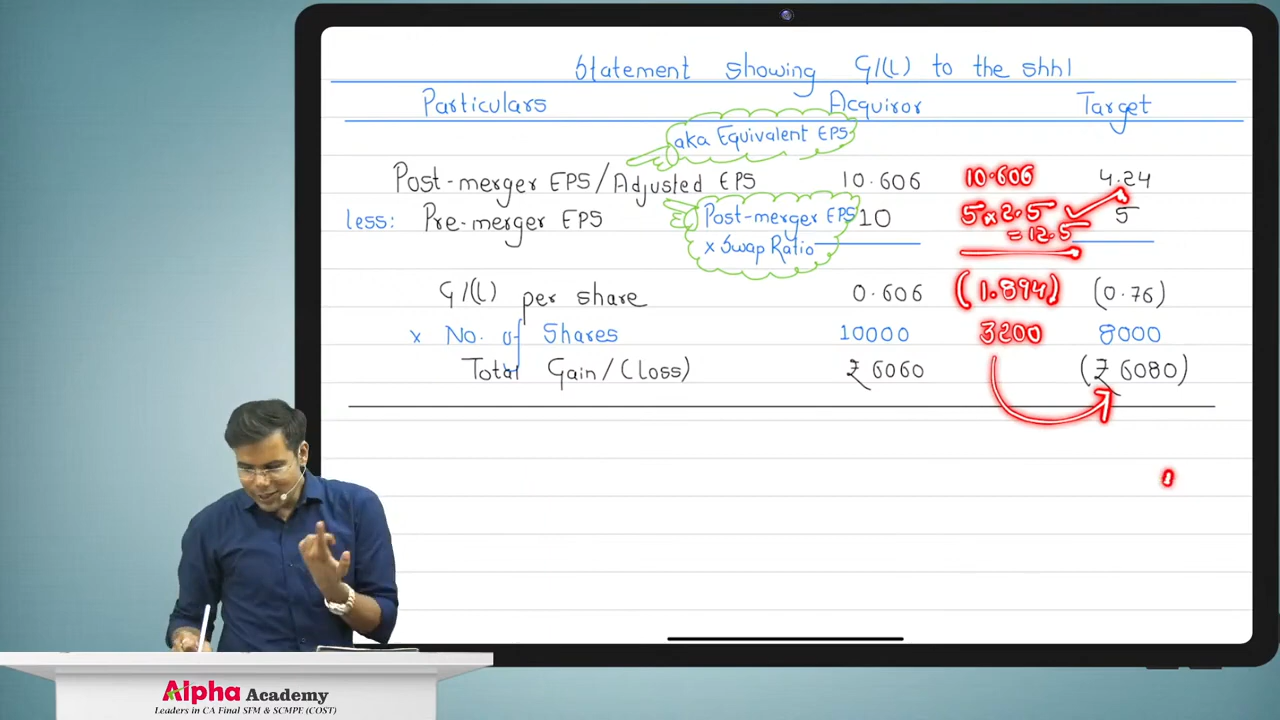 Statement showing G/(L) to the shhl
Particulars Acquiror Target
aka Equivalent EPS
Post-merger EPS/Adjusted EPS 10.606 10.606 4.24
less: Pre-merger EPS 10 5 x 2.5 = 12.5 5
Post-merger EPS
x Swap Ratio
G/(L) per share 0.606 (1.894) (0.76)
x No. of Shares 10000 3200 8000
Total Gain/(Loss) ₹6060 (₹6080)
Alpha Academy
Leaders in CA Final SFM & SCMPE (COST)